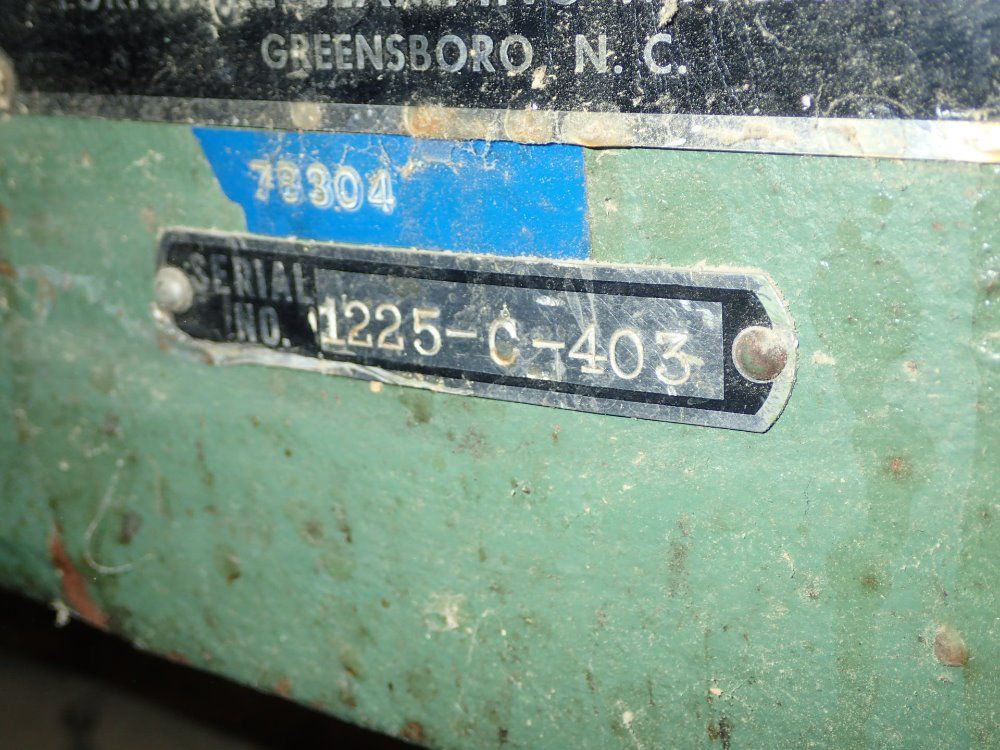 GREENSBORO, N. C.
78304
SERIAL
NO. 1225-C-403